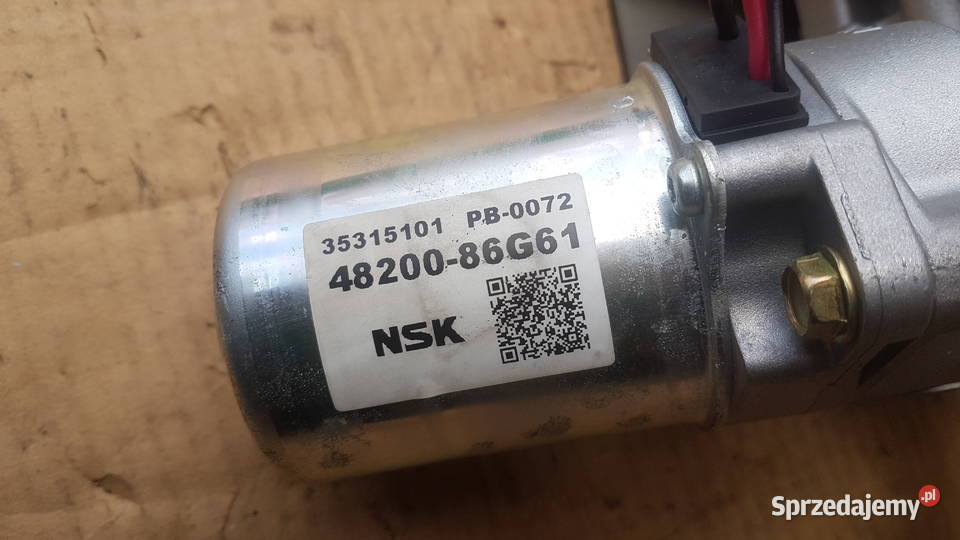 35315101 PB-0072
48200-86G61
NSK
Sprzedajemy.pl